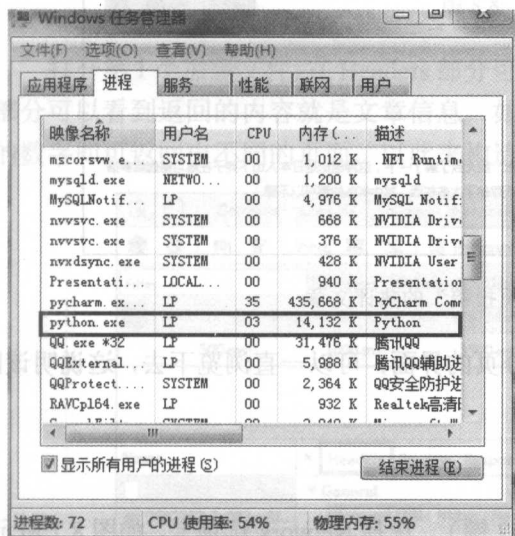 Windows 任务管理器
文件(F) 选项(O) 查看(V) 帮助(H)
应用程序 进程 服务 性能 联网 用户
映像名称 用户名 CPU 内存(... 描述
mscorsvw.e... SYSTEM 00 1,012 K .NET Runtim
mysqld.exe NETWO... 00 1,200 K mysqld
MySQLNotif... LP 00 4,976 K MySQL Notif
nvvsvc.exe SYSTEM 00 668 K NVIDIA Driv
nvvsvc.exe SYSTEM 00 376 K NVIDIA Driv
nvxdsync.exe SYSTEM 00 428 K NVIDIA User
Presentati... LOCAL... 00 940 K Presentatio
pycharm.ex... LP 35 435,668 K PyCharm Com
python.exe LP 03 14,132 K Python
QQ.exe *32 LP 00 31,476 K 腾讯QQ
QQExternal... LP 00 5,988 K 腾讯QQ辅助进
QQProtect.... SYSTEM 00 2,364 K QQ安全防护进
RAVCpl64.exe LP 00 932 K Realtek高清
显示所有用户的进程(S) 结束进程(E)
进程数: 72 CPU 使用率: 54% 物理内存: 55%